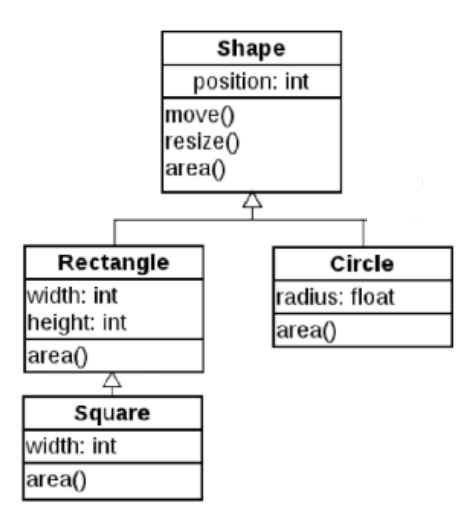 Shape
position: int
move()
resize()
area()
Rectangle
width: int
height: int
area()
Circle
radius: float
area()
Square
width: int
area()